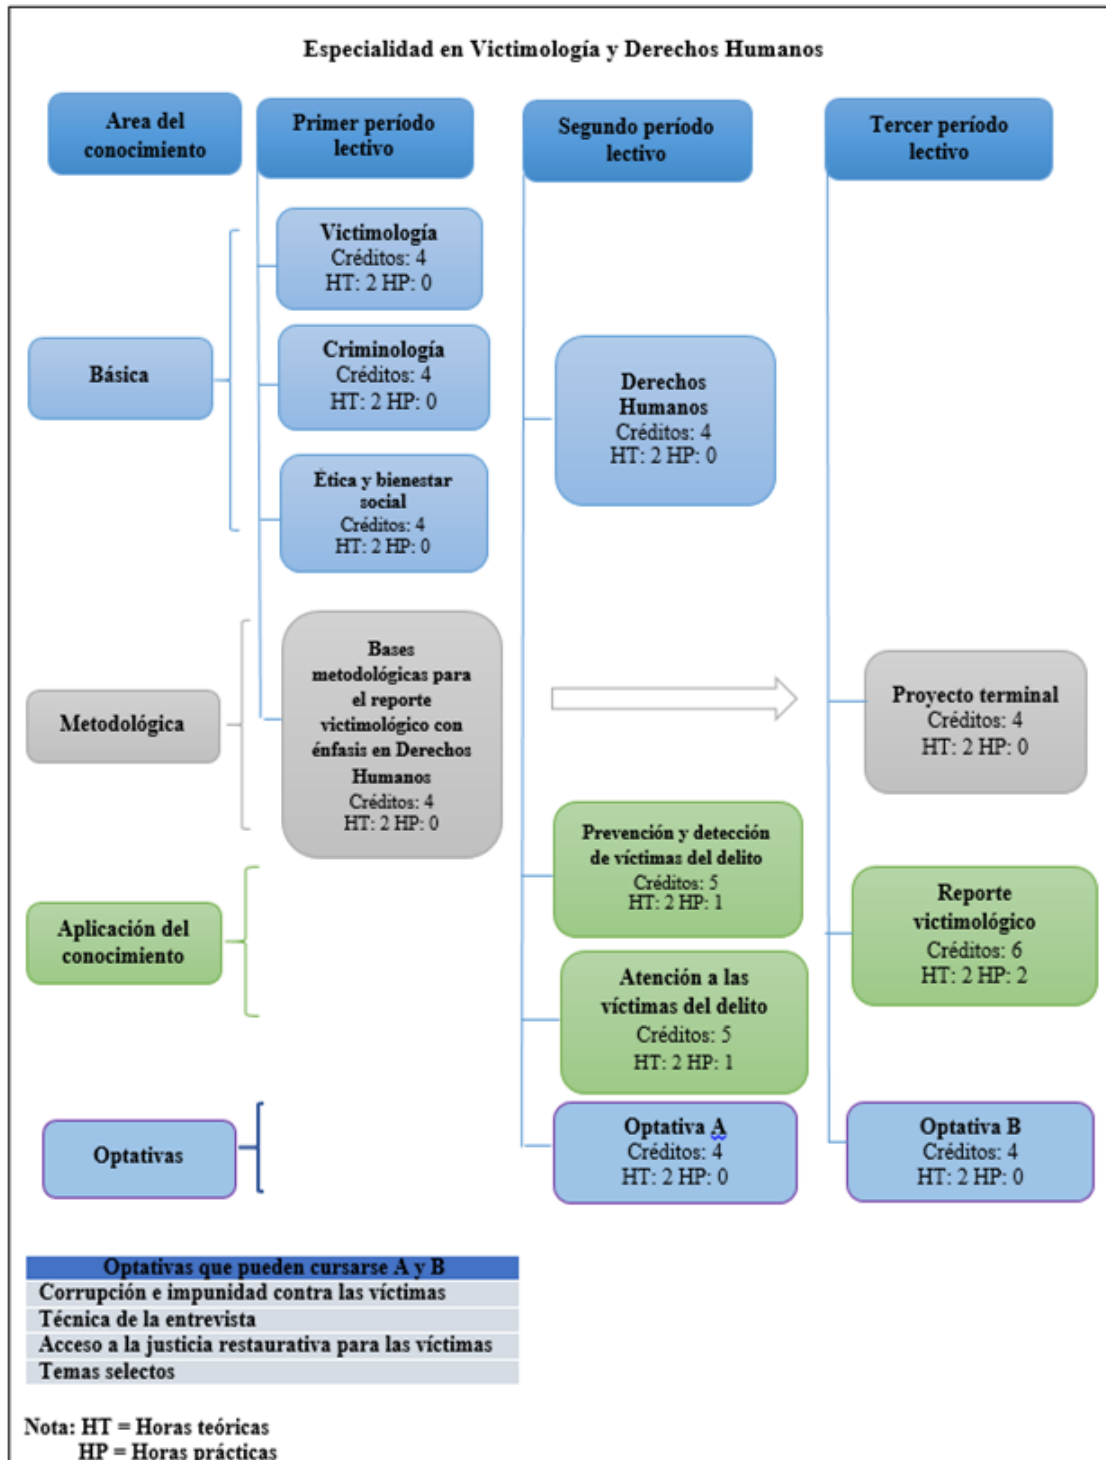 Especialidad en Victimología y Derechos Humanos
Area del
conocimiento
Primer período
lectivo
Segundo período
lectivo
Tercer período
lectivo
Básica
Victimología
Créditos: 4
HT: 2 HP: 0
Criminología
Créditos: 4
HT: 2 HP: 0
Ética y bienestar
social
Créditos: 4
HT: 2 HP: 0
Derechos
Humanos
Créditos: 4
HT: 2 HP: 0
Metodológica
Bases
metodológicas para
el reporte
victimológico con
énfasis en Derechos
Humanos
Créditos: 4
HT: 2 HP: 0
Proyecto terminal
Créditos: 4
HT: 2 HP: 0
Aplicación del
conocimiento
Prevención y detección
de víctimas del delito
Créditos: 5
HT: 2 HP: 1
Atención a las
víctimas del delito
Créditos: 5
HT: 2 HP: 1
Reporte
victimológico
Créditos: 6
HT: 2 HP: 2
Optativas
Optativa A
Créditos: 4
HT: 2 HP: 0
Optativa B
Créditos: 4
HT: 2 HP: 0
Optativas que pueden cursarse A y B
Corrupción e impunidad contra las víctimas
Técnica de la entrevista
Acceso a la justicia restaurativa para las víctimas
Temas selectos
Nota: HT = Horas teóricas
HP = Horas prácticas